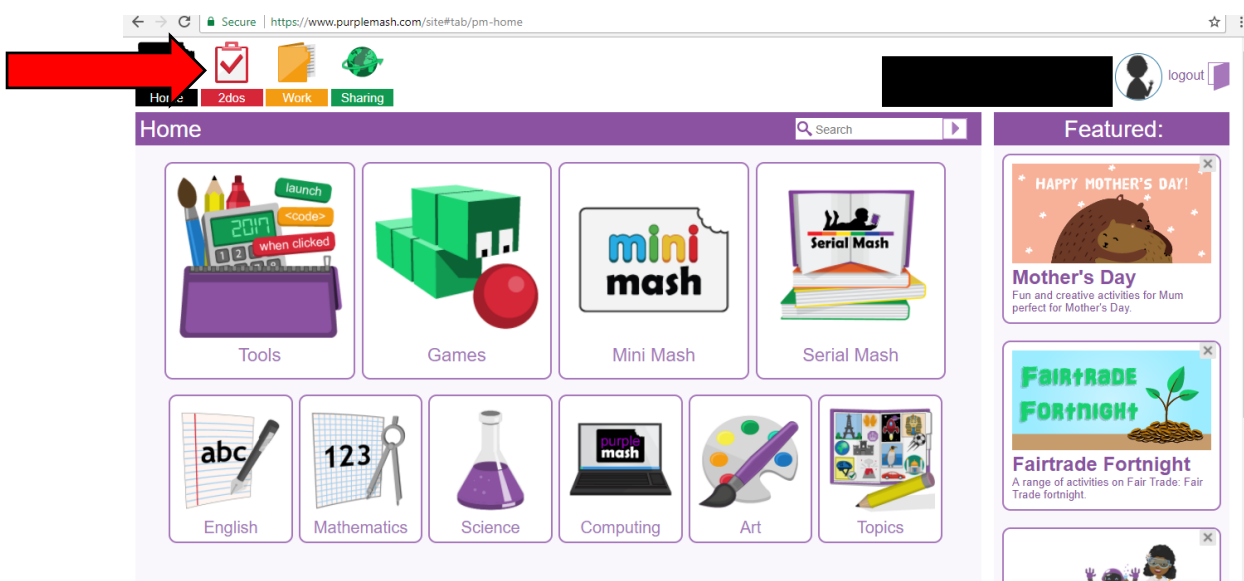 Secure | https://www.purplemash.com/site#tab/pm-home
Home 2dos Work Sharing
logout
Home
Search
Featured:
launch
<code>
2017
when clicked
1 2
Tools
Games
mini
mash
Mini Mash
Serial Mash
Serial Mash
HAPPY MOTHER'S DAY!
Mother's Day
Fun and creative activities for Mum
perfect for Mother's Day.
FAIRTRADE
FORTNIGHT
Fairtrade Fortnight
A range of activities on Fair Trade: Fair
Trade fortnight.
abc
English
123
Mathematics
Science
purple
mash
Computing
Art
Topics